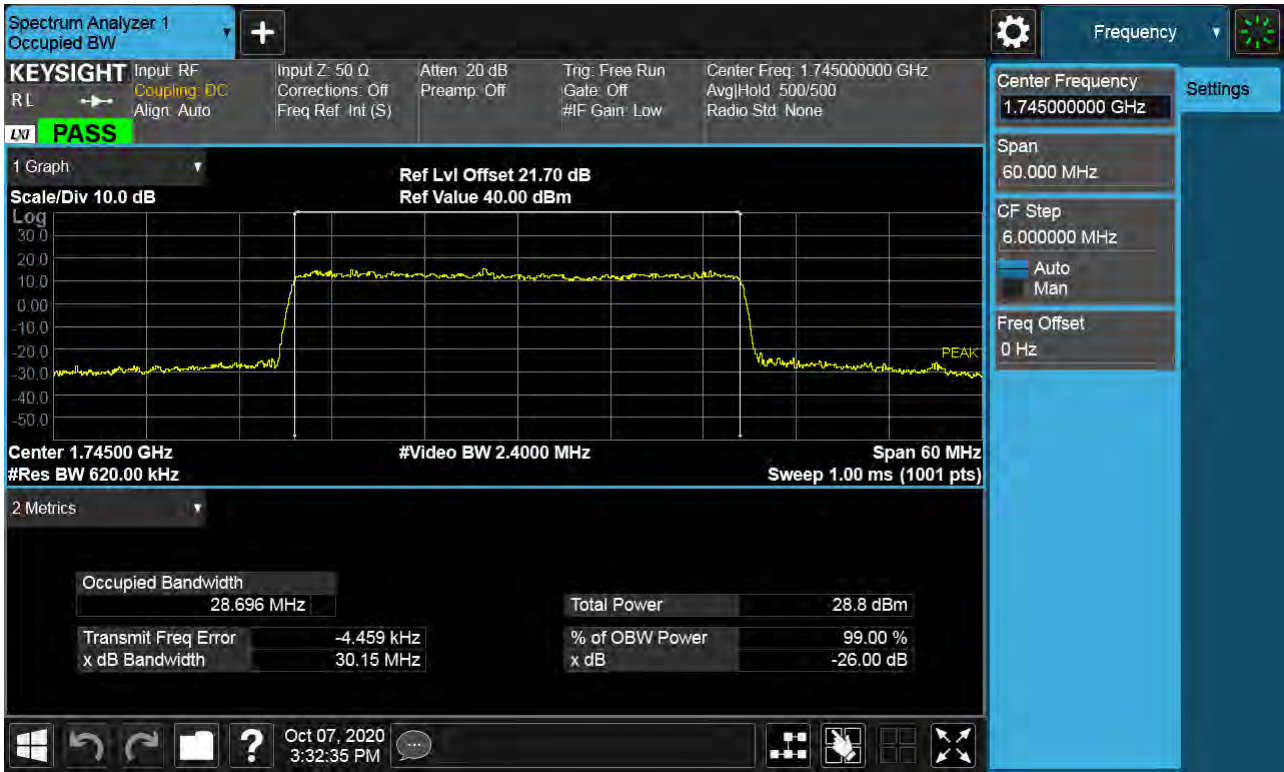 Spectrum Analyzer 1
Occupied BW
Frequency
KEYSIGHT
RL
LXI
PASS
Input: RF
Coupling: DC
Align: Auto
Input Z: 50 Ω
Corrections: Off
Freq Ref: Int (S)
Atten: 20 dB
Preamp: Off
Trig: Free Run
Gate: Off
#IF Gain: Low
Center Freq: 1.745000000 GHz
Avg|Hold: 500/500
Radio Std: None
Center Frequency
1.745000000 GHz
Settings
Span
60.000 MHz
CF Step
6.000000 MHz
Auto
Man
Freq Offset
0 Hz
1 Graph
Scale/Div 10.0 dB
Ref Lvl Offset 21.70 dB
Ref Value 40.00 dBm
Log
30.0
20.0
10.0
0.00
-10.0
-20.0
-30.0
-40.0
-50.0
PEAK
Center 1.74500 GHz
#Video BW 2.4000 MHz
Span 60 MHz
#Res BW 620.00 kHz
Sweep 1.00 ms (1001 pts)
2 Metrics
Occupied Bandwidth
28.696 MHz
Total Power 28.8 dBm
Transmit Freq Error -4.459 kHz
% of OBW Power 99.00 %
x dB Bandwidth 30.15 MHz
x dB -26.00 dB
?
Oct 07, 2020
3:32:35 PM